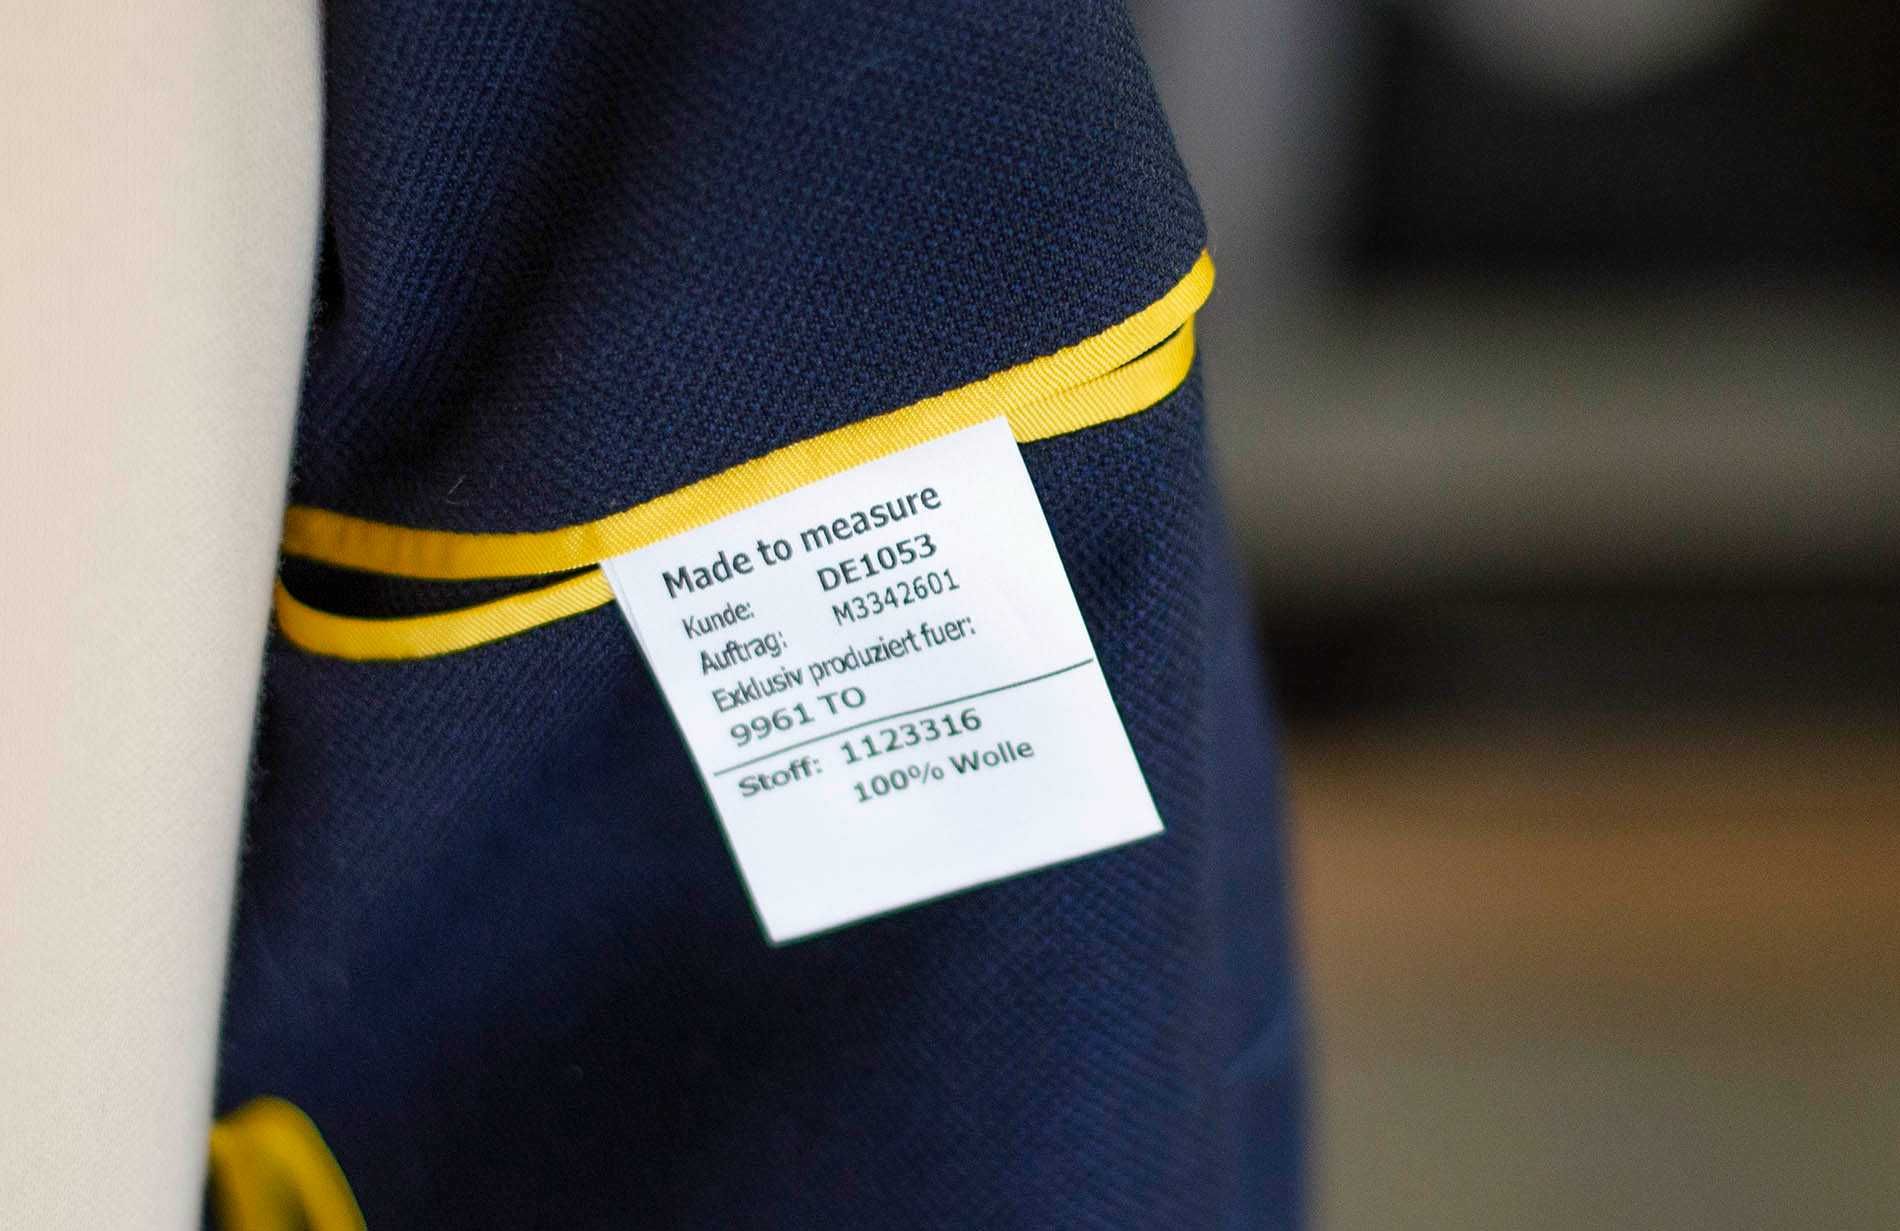 Made to measure
Kunde: DE1053
Auftrag: M3342601
Exklusiv produziert fuer:
9961 TO
Stoff: 1123316
100% Wolle